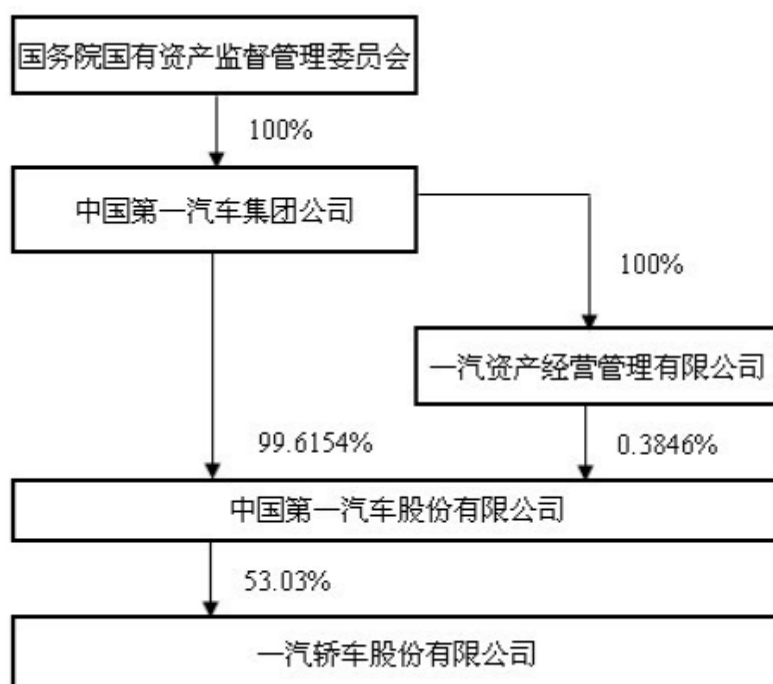 国务院国有资产监督管理委员会
100%
中国第一汽车集团公司
100%
一汽资产经营管理有限公司
99.6154%
0.3846%
中国第一汽车股份有限公司
53.03%
一汽轿车股份有限公司